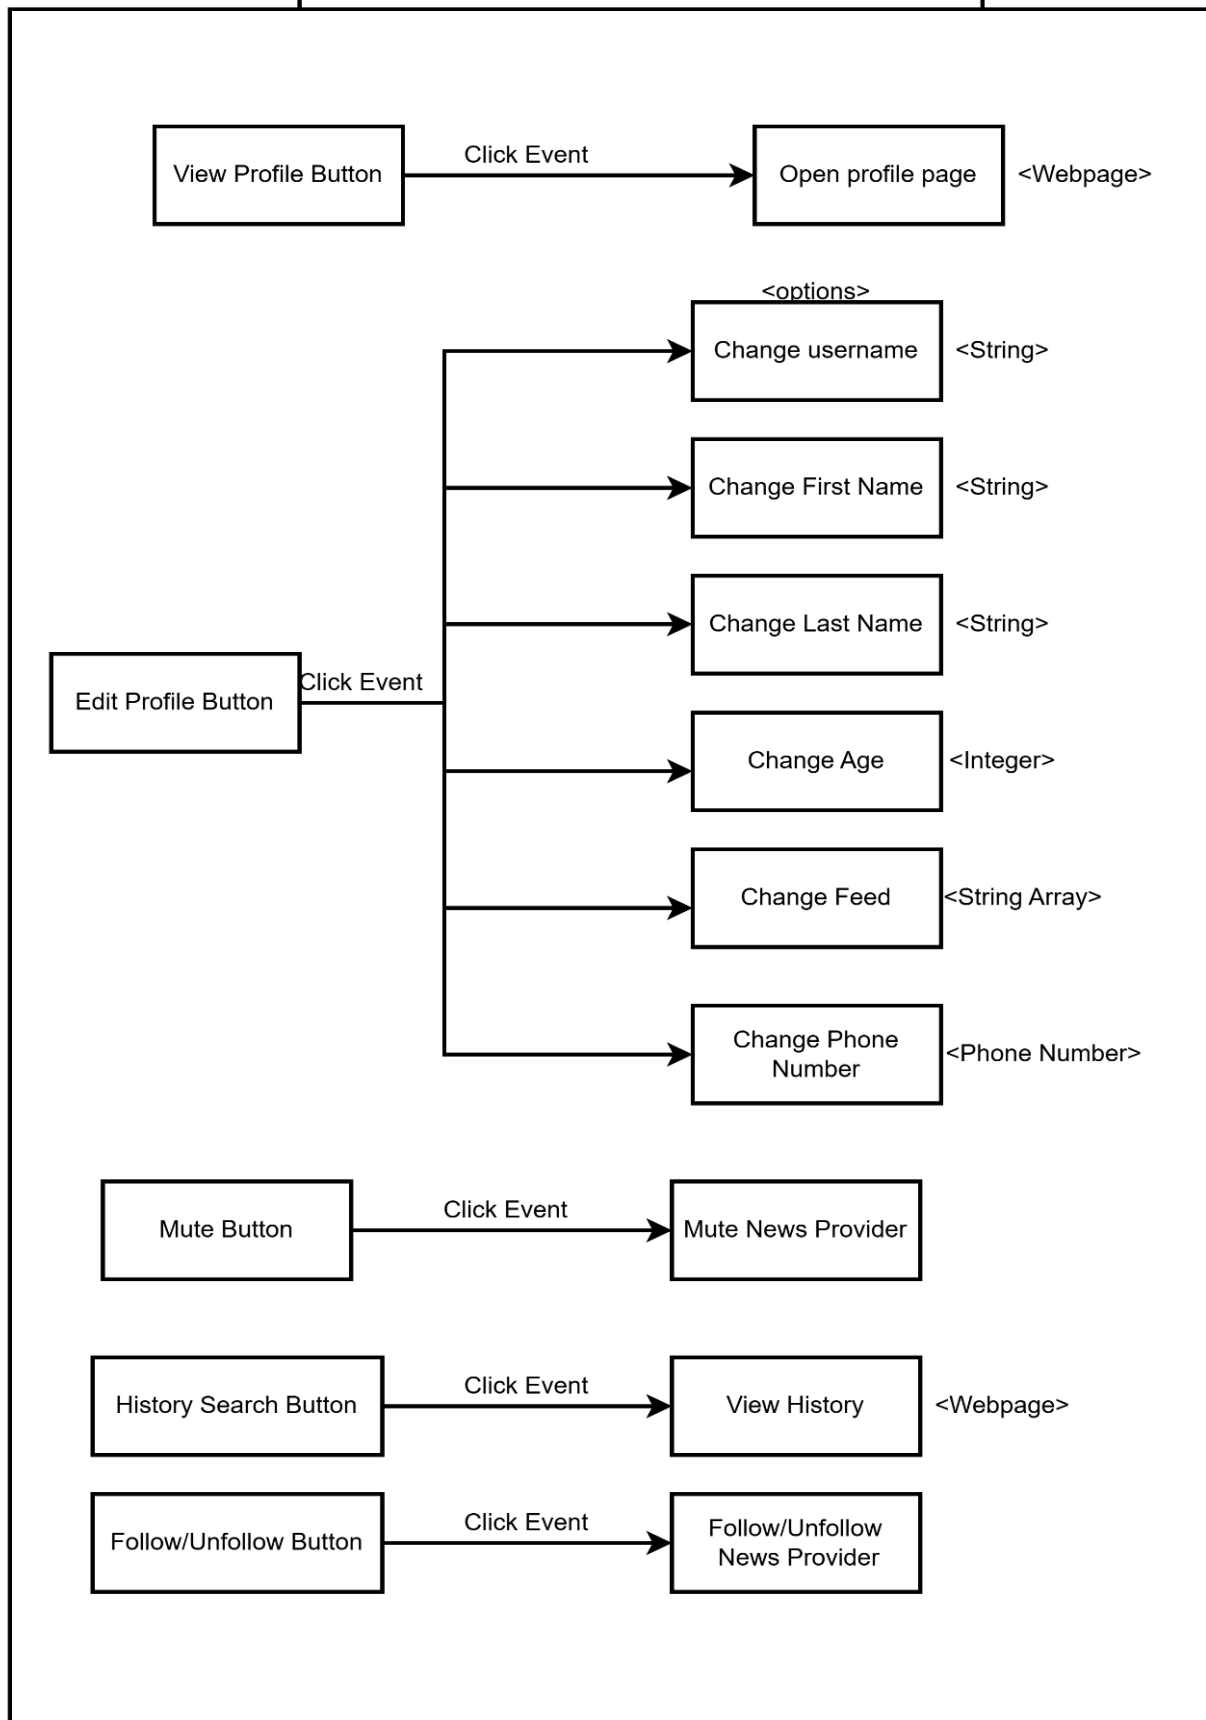 View Profile Button
Click Event
Open profile page
<Webpage>
<options>
Change username
<String>
Change First Name
<String>
Change Last Name
<String>
Edit Profile Button
Click Event
Change Age
<Integer>
Change Feed
<String Array>
Change Phone
Number
<Phone Number>
Mute Button
Click Event
Mute News Provider
History Search Button
Click Event
View History
<Webpage>
Follow/Unfollow Button
Click Event
Follow/Unfollow
News Provider